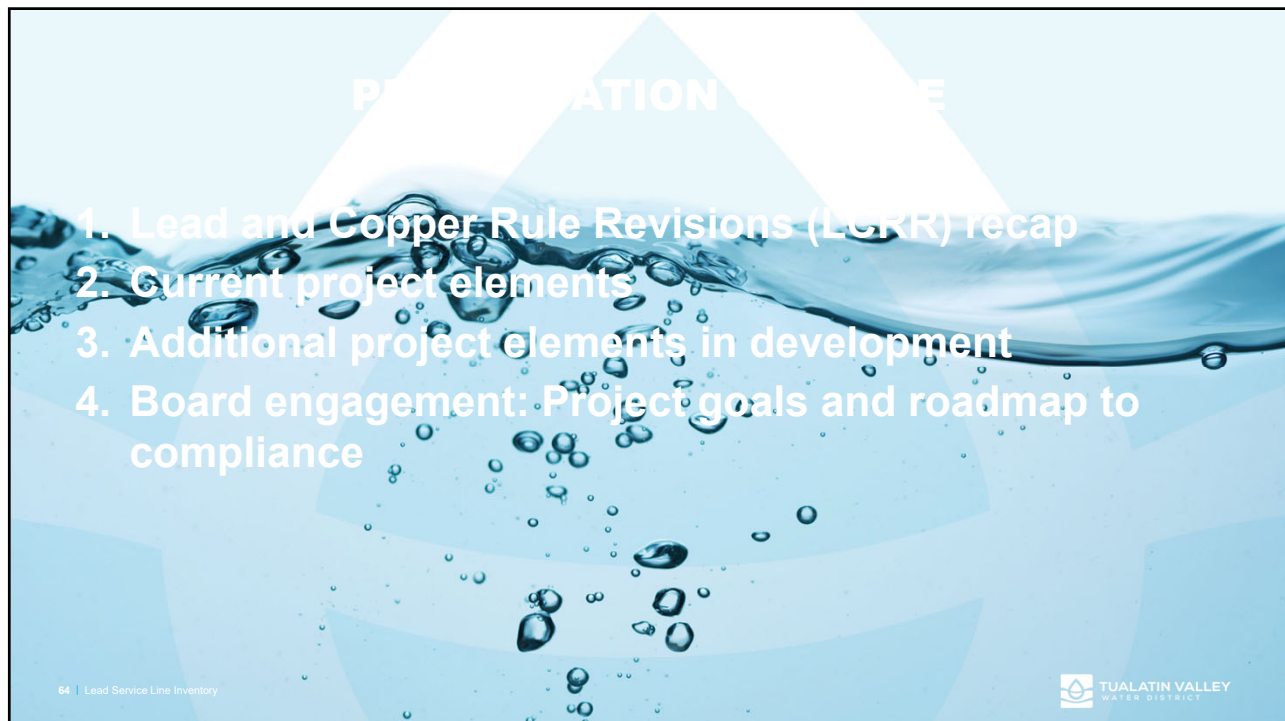 1. Lead and Copper Rule Revisions (LCRR) recap
2. Current project elements
3. Additional project elements in development
4. Board engagement: Project goals and roadmap to
compliance
64 | Lead Service Line Inventory
TUALATIN VALLEY
WATER DISTRICT